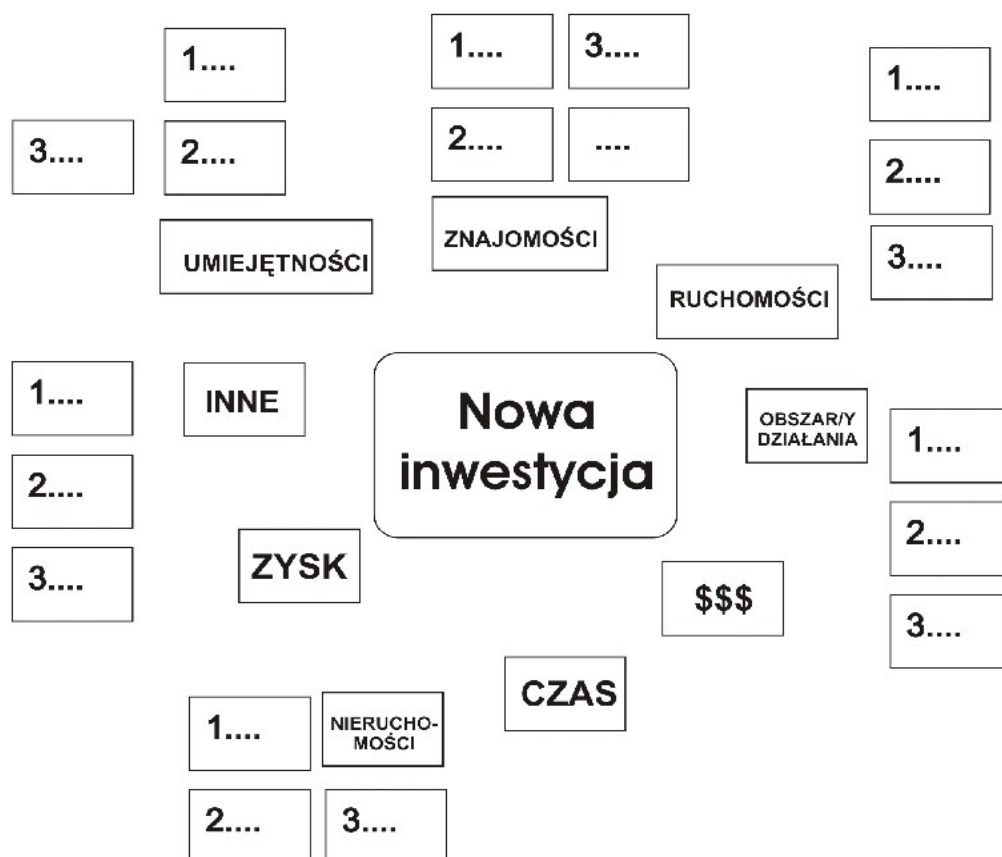 1....
1....
3....
1....
3....
2....
2....
....
2....
UMIEJĘTNOŚCI
ZNAJOMOŚCI
3....
RUCHOMOŚCI
1....
INNE
Nowa
inwestycja
OBSZAR/Y
DZIAŁANIA
1....
2....
2....
3....
ZYSK
$$$
3....
CZAS
1....
NIERUCHO-
MOŚCI
2....
3....